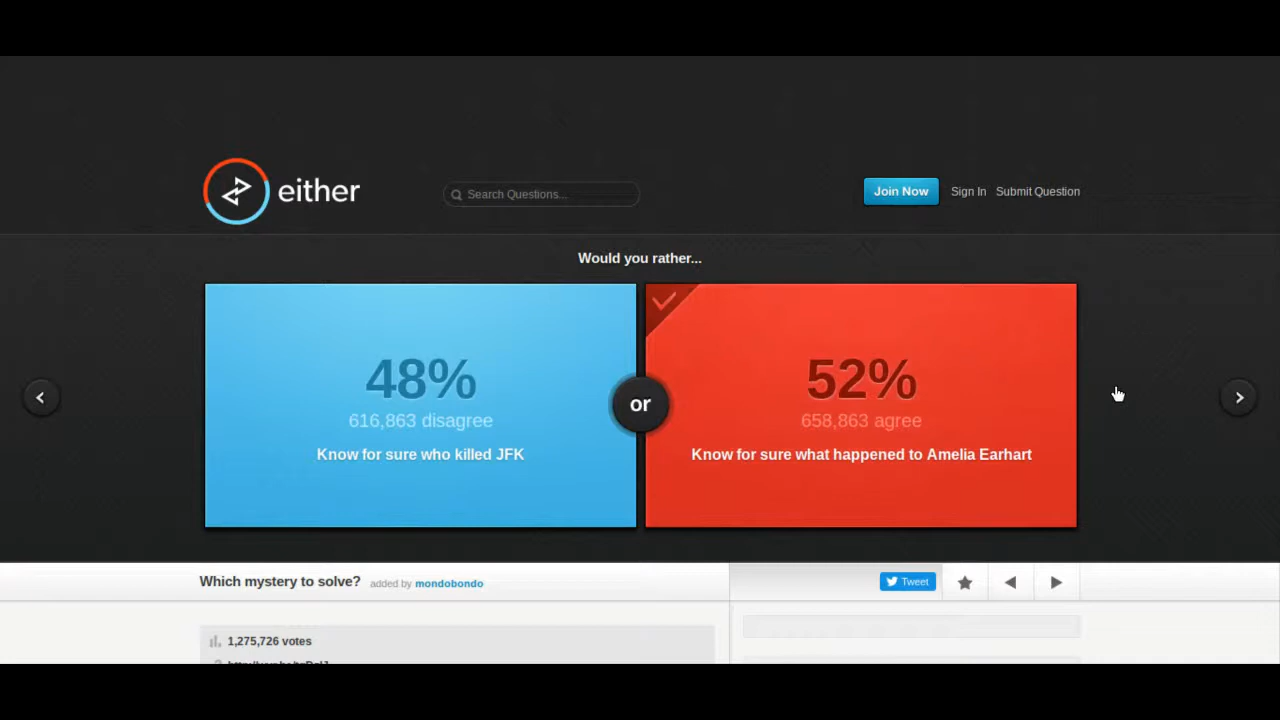 either
Search Questions...
Join Now
Sign In
Submit Question
Would you rather...
48%
616,863 disagree
Know for sure who killed JFK
or
52%
658,863 agree
Know for sure what happened to Amelia Earhart
Which mystery to solve? added by mondobondo
Tweet
1,275,726 votes